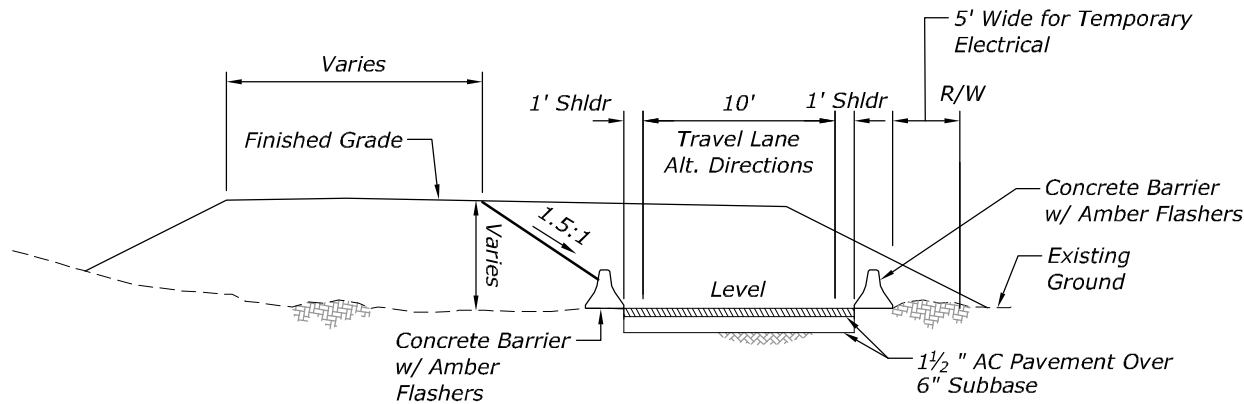 5' Wide for Temporary
Electrical
Varies
R/W
1' Shldr
10'
1' Shldr
Travel Lane
Alt. Directions
Finished Grade
Concrete Barrier
w/ Amber Flashers
1.5:1
Varies
Existing
Ground
Level
Concrete Barrier
w/ Amber
Flashers
1½ " AC Pavement Over
6" Subbase